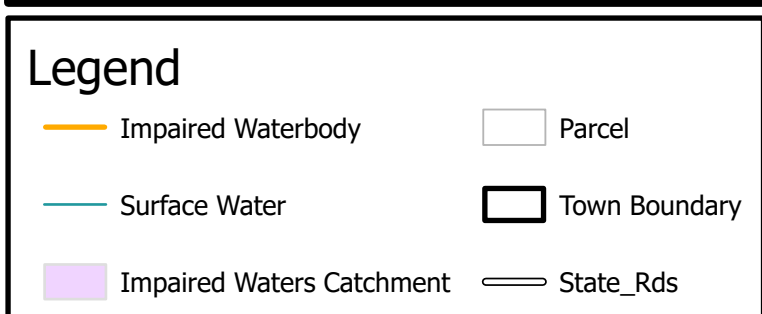 Legend
Impaired Waterbody
Parcel
Surface Water
Town Boundary
Impaired Waters Catchment
State_Rds